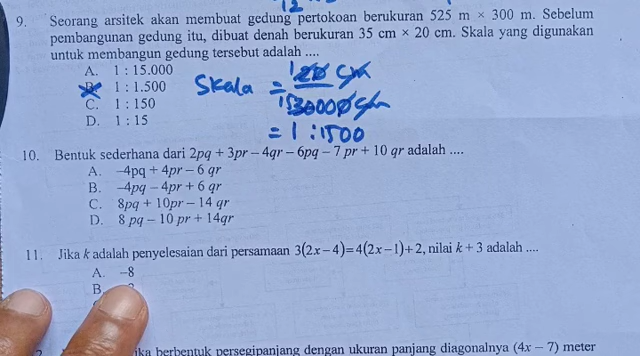 12
9. Seorang arsitek akan membuat gedung pertokoan berukuran 525 m × 300 m. Sebelum
pembangunan gedung itu, dibuat denah berukuran 35 cm × 20 cm. Skala yang digunakan
untuk membangun gedung tersebut adalah ....
A. 1 : 15.000
B. 1 : 1.500
C. 1 : 150
D. 1 : 15
Skala = 20 cm
30000 cm
= 1 : 1500
10. Bentuk sederhana dari 2pq + 3pr – 4qr – 6pq – 7 pr + 10 qr adalah ....
A. –4pq + 4pr – 6 qr
B. –4pq – 4pr + 6 qr
C. 8pq + 10pr – 14 qr
D. 8 pq – 10 pr + 14qr
11. Jika k adalah penyelesaian dari persamaan 3(2x–4)=4(2x–1)+2, nilai k + 3 adalah ....
A. –8
B.
berbentuk persegipanjang dengan ukuran panjang diagonalnya (4x – 7) meter